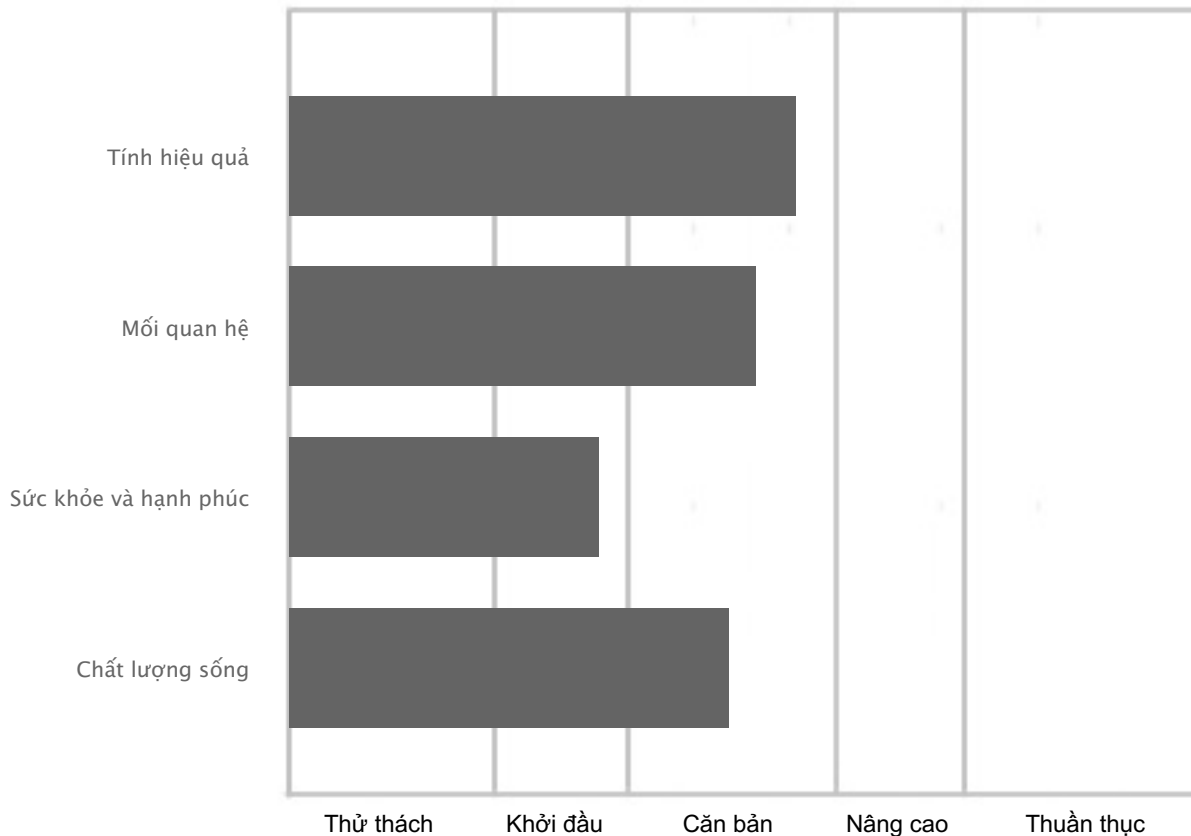 Tính hiệu quả
Mối quan hệ
Sức khỏe và hạnh phúc
Chất lượng sống
Thử thách Khởi đầu Căn bản Nâng cao Thuần thục